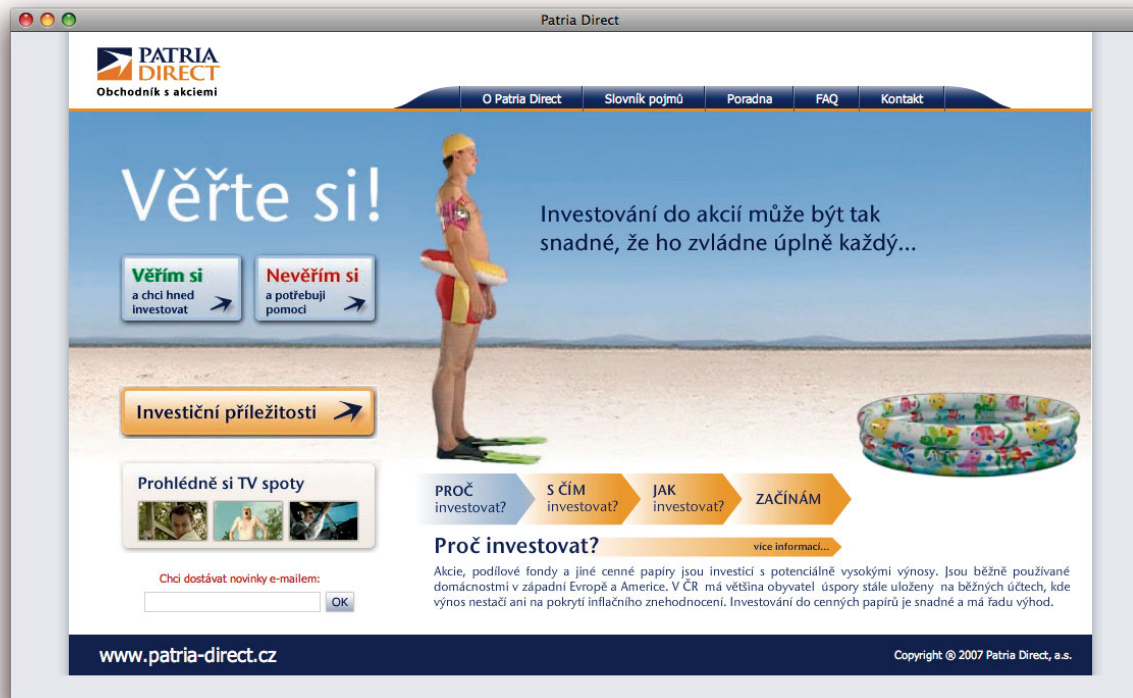 Patria Direct
PATRIA
DIRECT
Obchodník s akciemi
O Patria Direct
Slovník pojmů
Poradna
FAQ
Kontakt
Věřte si!
Investování do akcií může být tak
snadné, že ho zvládne úplně každý...
Věřím si
a chci hned
investovat
Nevěřím si
a potřebuji
pomoci
Investiční příležitosti
Prohlédně si TV spoty
Chci dostávat novinky e-mailem:
OK
PROČ
investovat?
S ČÍM
investovat?
JAK
investovat?
ZAČÍNÁM
Proč investovat?
více informací...
Akcie, podílové fondy a jiné cenné papíry jsou investicí s potenciálně vysokými výnosy. Jsou běžně používané
domácnostmi v západní Evropě a Americe. V ČR má většina obyvatel úspory stále uloženy na běžných účtech, kde
výnos nestačí ani na pokrytí inflačního znehodnocení. Investování do cenných papírů je snadné a má řadu výhod.
www.patria-direct.cz
Copyright © 2007 Patria Direct, a.s.